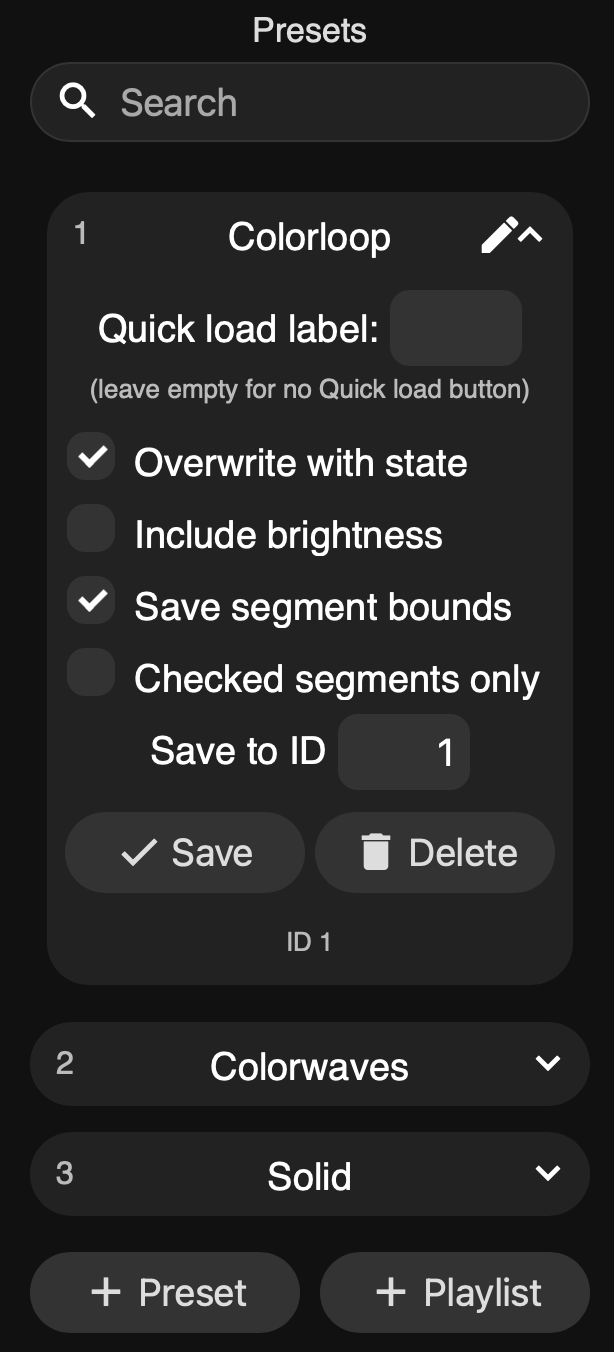 Presets
Search
1 Colorloop
Quick load label:
(leave empty for no Quick load button)
Overwrite with state
Include brightness
Save segment bounds
Checked segments only
Save to ID 1
Save Delete
ID 1
2 Colorwaves
3 Solid
+ Preset + Playlist